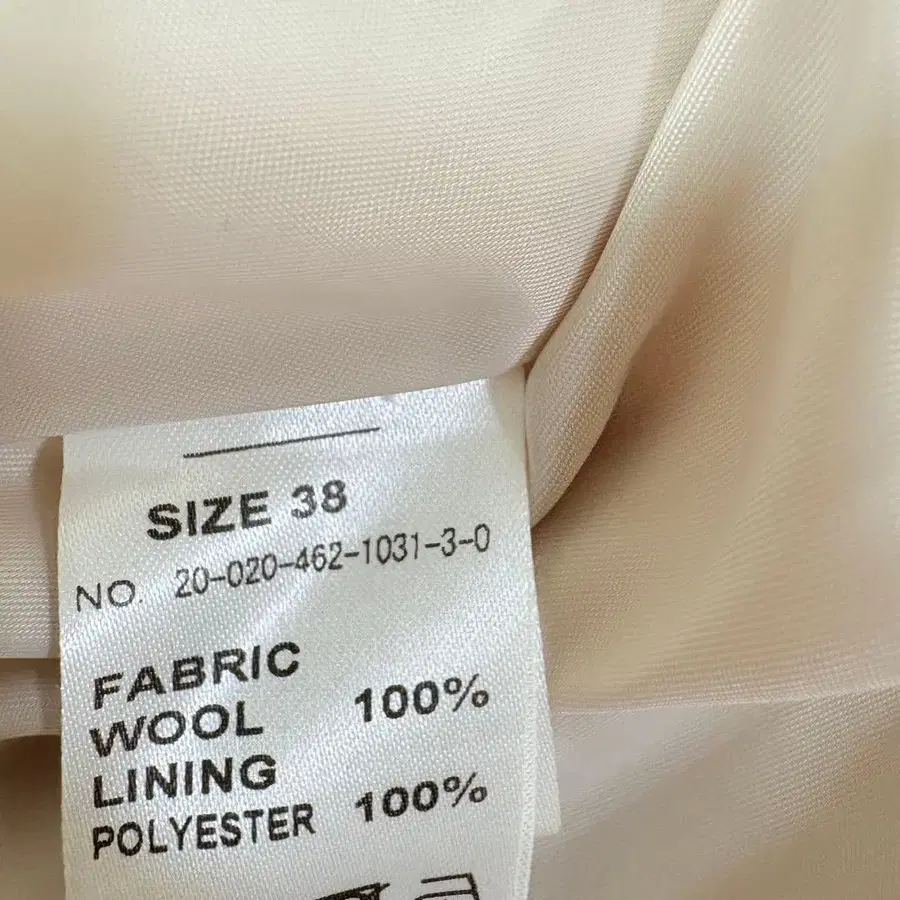 SIZE 38
NO. 20-020-462-1031-3-0
FABRIC
WOOL 100%
LINING
POLYESTER 100%